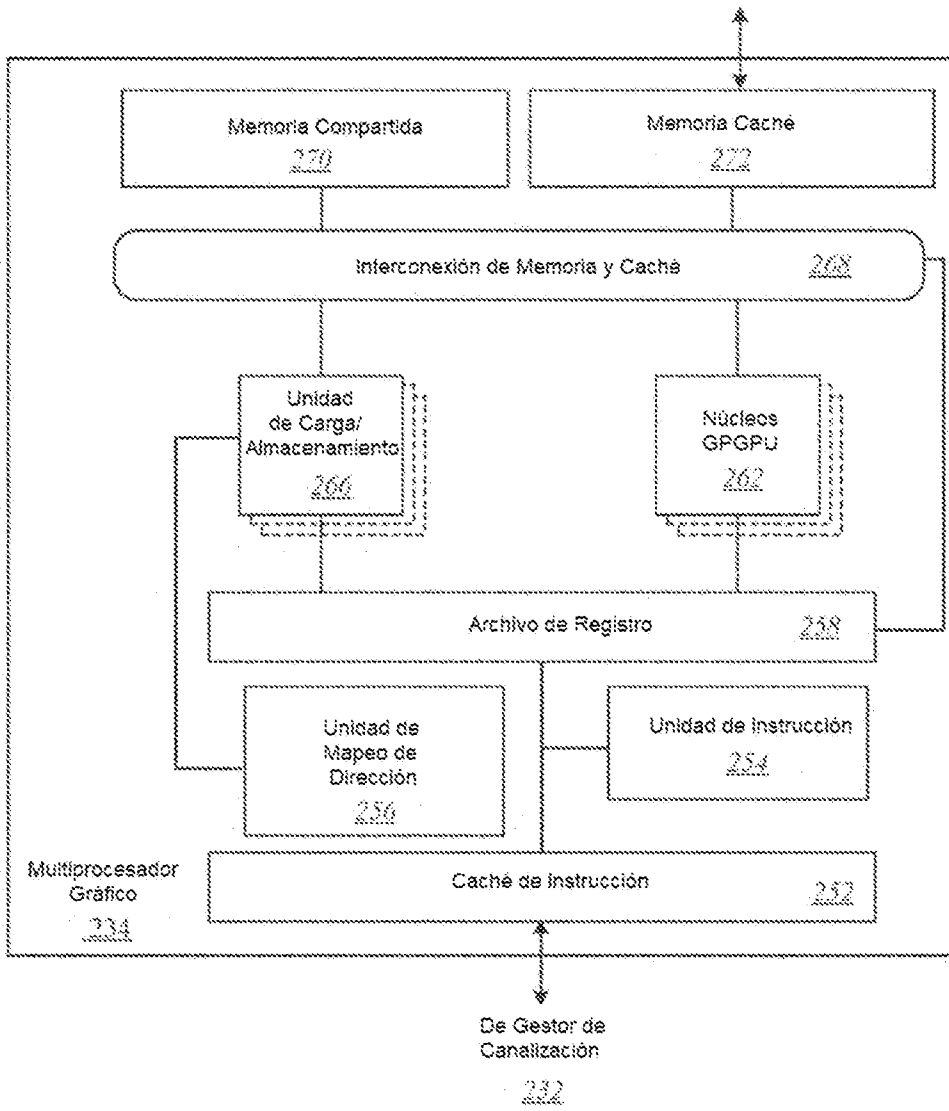 Memoria Compartida
270
Memoria Caché
272
Interconexión de Memoria y Caché
268
Unidad
de Carga/
Almacenamiento
266
Núcleos
GPGPU
262
Archivo de Registro
258
Unidad de
Mapeo de
Dirección
256
Unidad de Instrucción
254
Caché de Instrucción
252
Multiprocesador
Gráfico
234
De Gestor de
Canalización
232